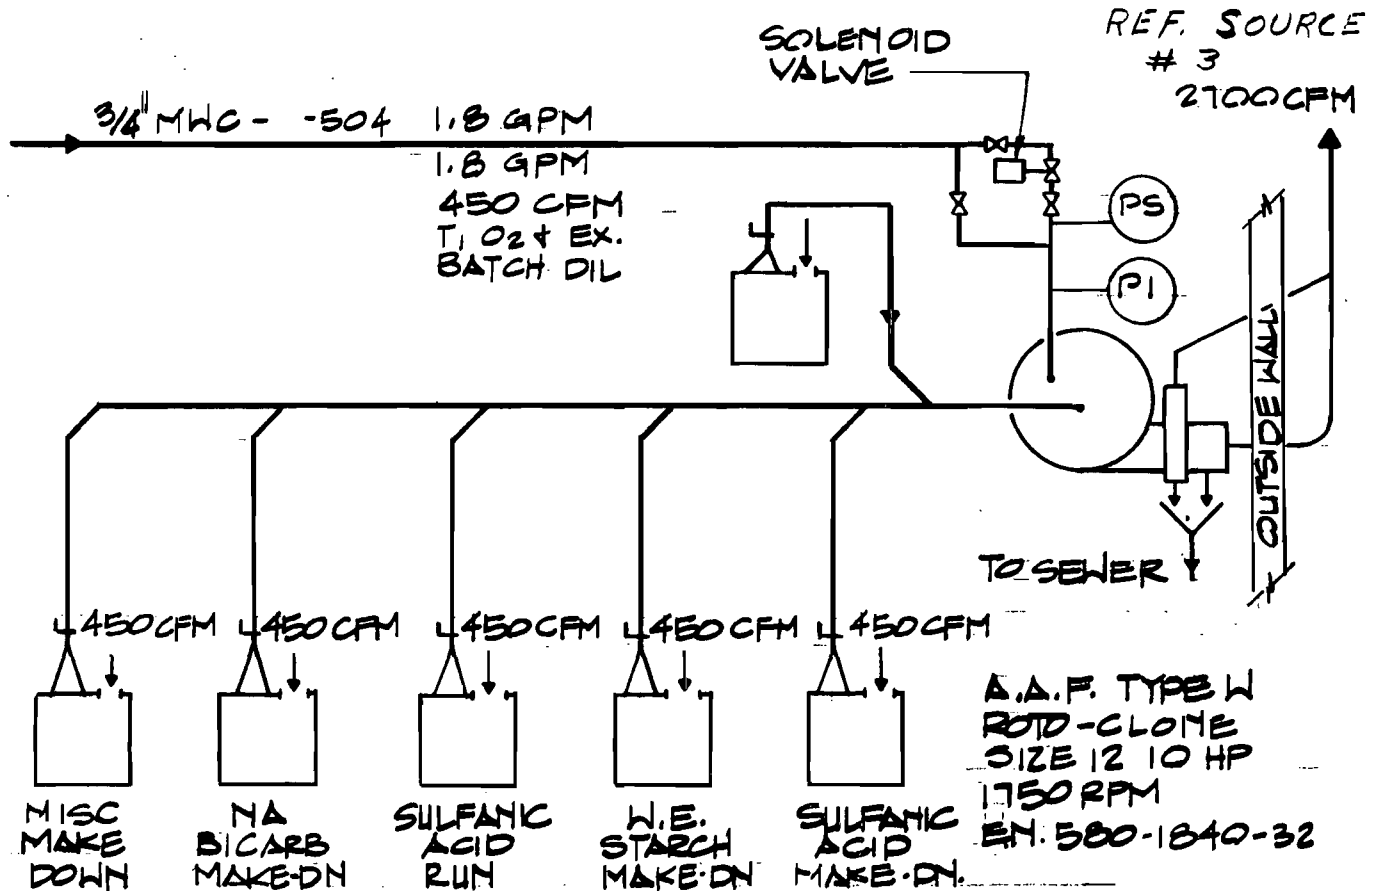 REF. SOURCE
# 3
2700 CFM
SOLENOID
VALVE
3/4" MWC- -504 1.8 GPM
1.8 GPM
450 CFM
Ti O2 & EX.
BATCH DIL
PS
PI
OUTSIDE WALL
TO SEWER
450 CFM
450 CFM
450 CFM
450 CFM
450 CFM
MISC
MAKE
DOWN
NA
BICARB
MAKE-DN
SULFANIC
ACID
RUN
W.E.
STARCH
MAKE-DN
SULFANIC
ACID
MAKE-DN.
A.A.F. TYPE W
ROTO-CLONE
SIZE 12 10 HP
1750 RPM
EN. 580-1840-32